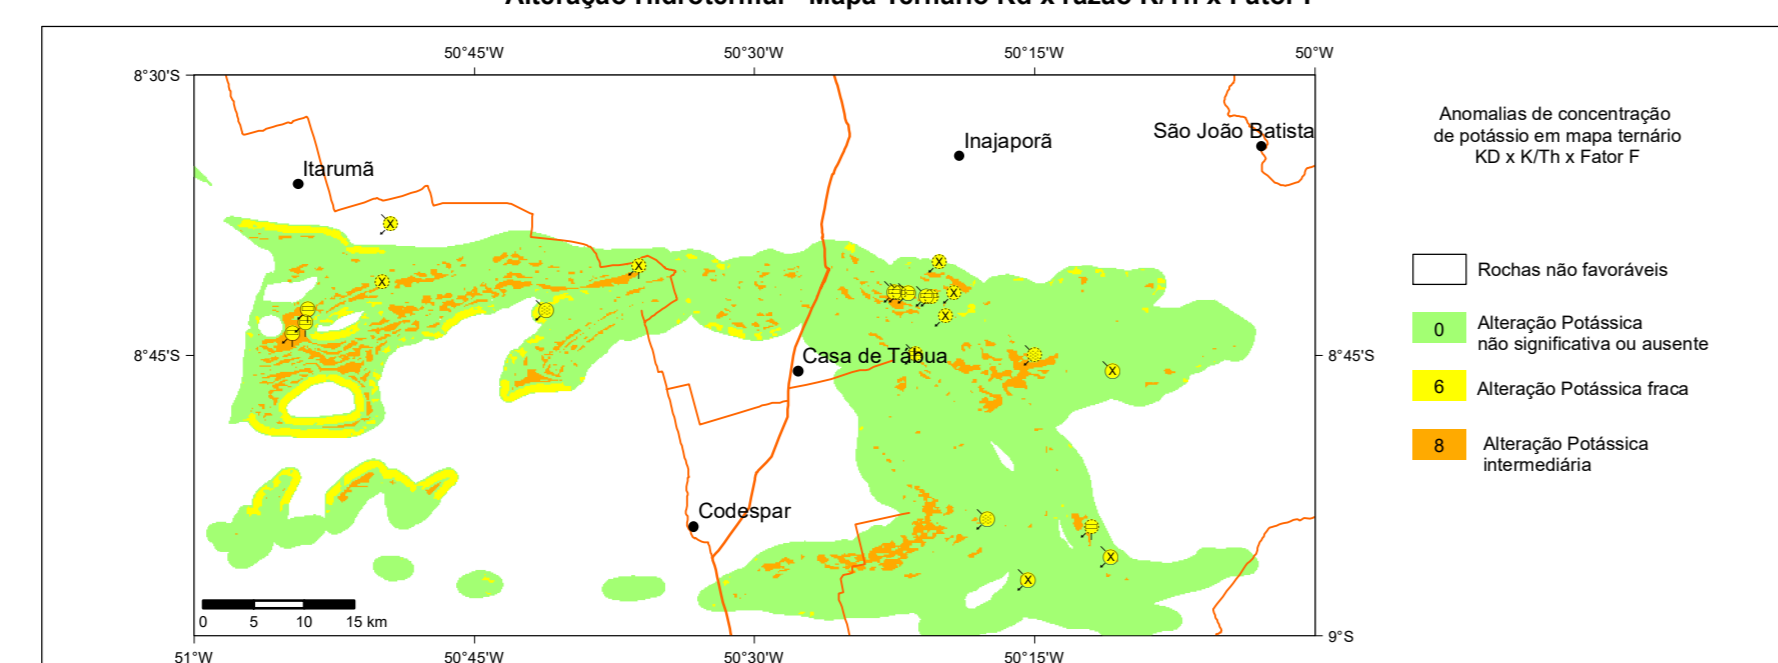 50°45'W
50°30'W
50°15'W
50°W
8°30'S
Itarumã
Inajaporã
São João Batista
Casa de Tábua
Codespar
8°45'S
8°45'S
0 5 10 15 km
9°S
51°W
50°45'W
50°30'W
50°15'W
Anomalias de concentração
de potássio em mapa ternário
KD x K/Th x Fator F
Rochas não favoráveis
0 Alteração Potássica
não significativa ou ausente
6 Alteração Potássica fraca
8 Alteração Potássica
intermediária